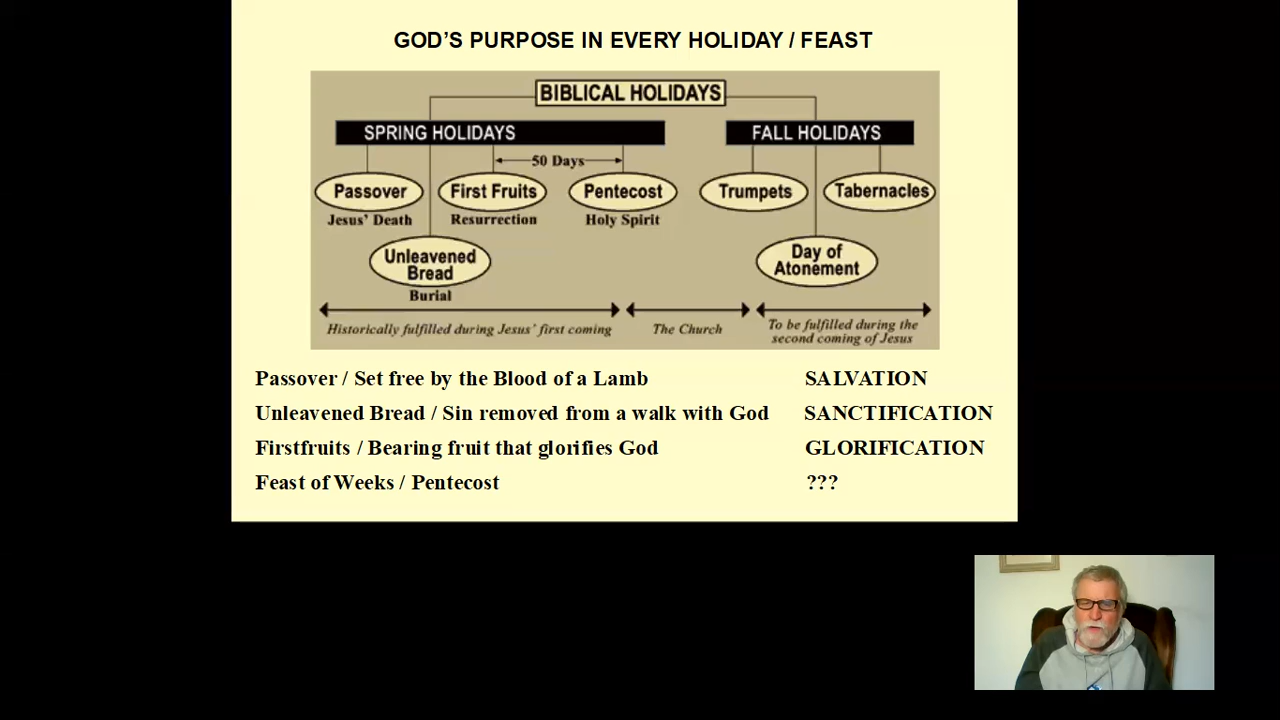 GOD'S PURPOSE IN EVERY HOLIDAY / FEAST
BIBLICAL HOLIDAYS
SPRING HOLIDAYS
FALL HOLIDAYS
50 Days
Passover
First Fruits
Pentecost
Trumpets
Tabernacles
Jesus' Death
Resurrection
Holy Spirit
Unleavened
Bread
Day of
Atonement
Burial
Historically fulfilled during Jesus' first coming
The Church
To be fulfilled during the
second coming of Jesus
Passover / Set free by the Blood of a Lamb SALVATION
Unleavened Bread / Sin removed from a walk with God SANCTIFICATION
Firstfruits / Bearing fruit that glorifies God GLORIFICATION
Feast of Weeks / Pentecost ???